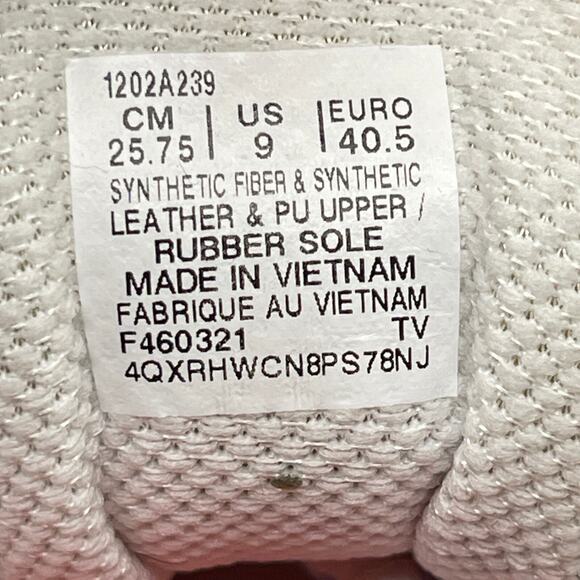 1202A239
CM | US | EURO
25.75 | 9 | 40.5
SYNTHETIC FIBER & SYNTHETIC
LEATHER & PU UPPER /
RUBBER SOLE
MADE IN VIETNAM
FABRIQUE AU VIETNAM
F460321 TV
4QXRHWCN8PS78NJ